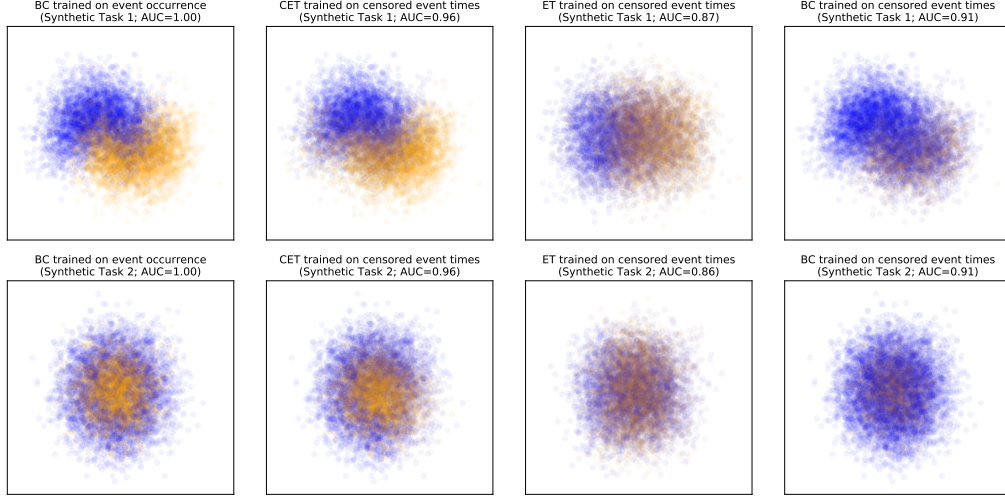 BC trained on event occurrence
(Synthetic Task 1; AUC=1.00)
CET trained on censored event times
(Synthetic Task 1; AUC=0.96)
ET trained on censored event times
(Synthetic Task 1; AUC=0.87)
BC trained on censored event times
(Synthetic Task 1; AUC=0.91)
BC trained on event occurrence
(Synthetic Task 2; AUC=1.00)
CET trained on censored event times
(Synthetic Task 2; AUC=0.96)
ET trained on censored event times
(Synthetic Task 2; AUC=0.86)
BC trained on censored event times
(Synthetic Task 2; AUC=0.91)